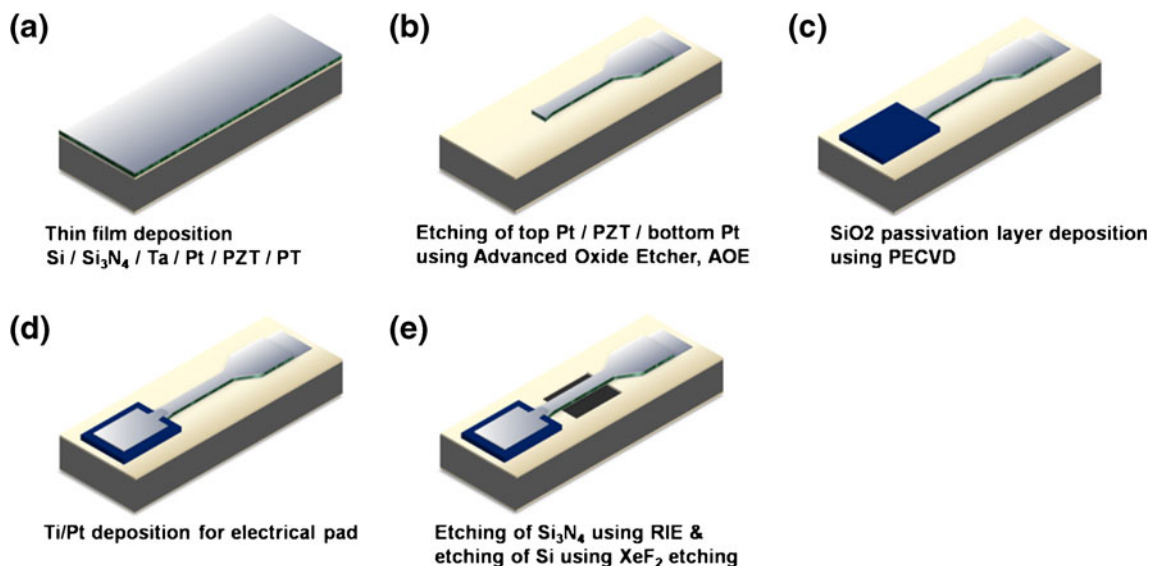 (a)
Thin film deposition
Si / Si₃N₄ / Ta / Pt / PZT / PT
(b)
Etching of top Pt / PZT / bottom Pt
using Advanced Oxide Etcher, AOE
(c)
SiO2 passivation layer deposition
using PECVD
(d)
Ti/Pt deposition for electrical pad
(e)
Etching of Si₃N₄ using RIE &
etching of Si using XeF₂ etching